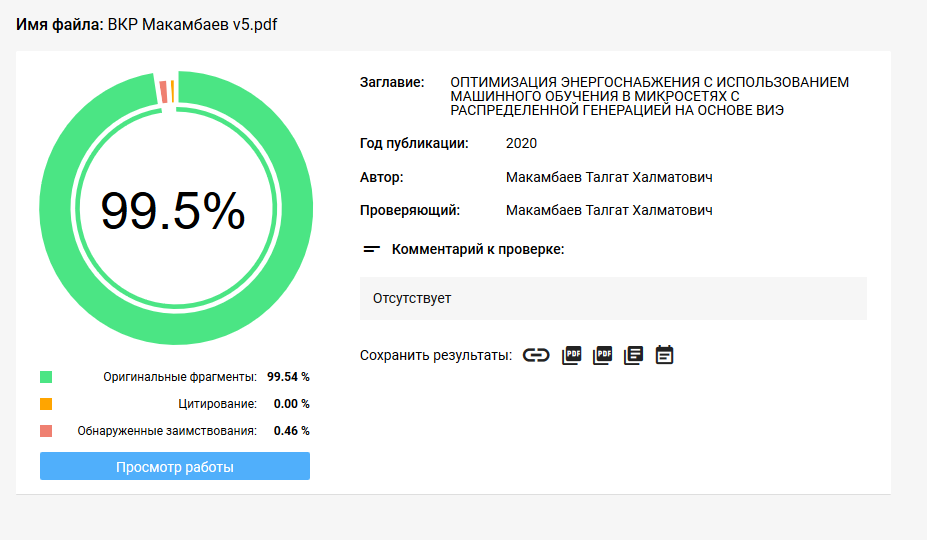 Имя файла: ВКР Макамбаев v5.pdf
99.5%
Оригинальные фрагменты: 99.54 %
Цитирование: 0.00 %
Обнаруженные заимствования: 0.46 %
Просмотр работы
Заглавие: ОПТИМИЗАЦИЯ ЭНЕРГОСНАБЖЕНИЯ С ИСПОЛЬЗОВАНИЕМ
МАШИННОГО ОБУЧЕНИЯ В МИКРОСЕТЯХ С
РАСПРЕДЕЛЕННОЙ ГЕНЕРАЦИЕЙ НА ОСНОВЕ ВИЭ
Год публикации: 2020
Автор: Макамбаев Талгат Халматович
Проверяющий: Макамбаев Талгат Халматович
Комментарий к проверке:
Отсутствует
Сохранить результаты: PDF PDF